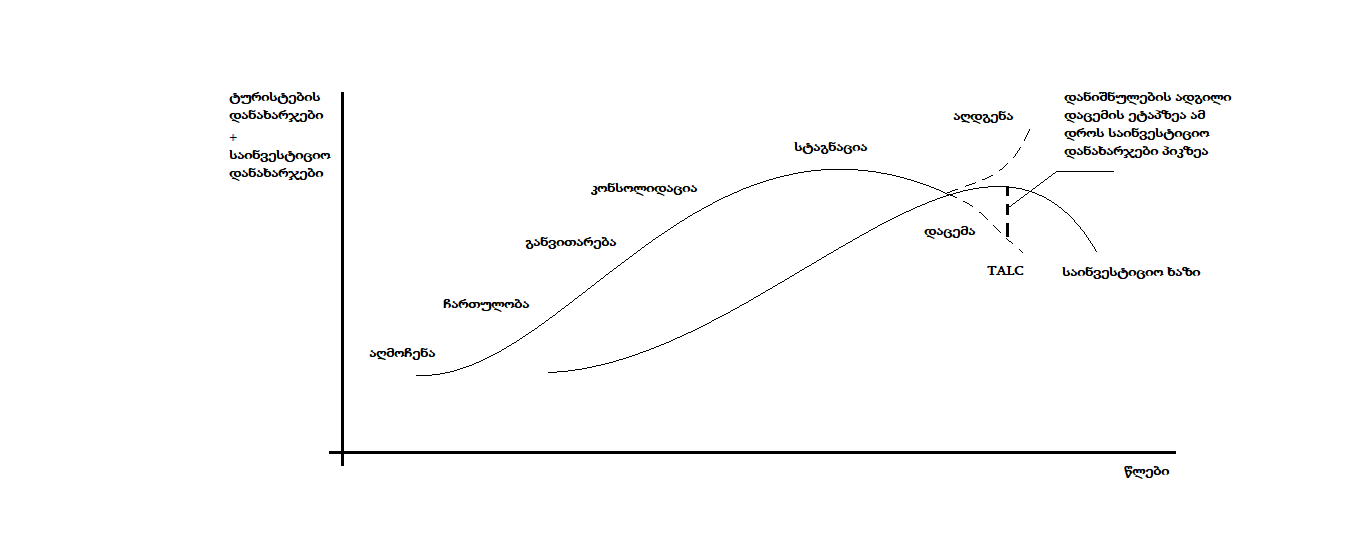 ტურისტების
დანახარჯები
+
საინვესტიციო
დანახარჯები
აღმოჩენა
ჩართულობა
განვითარება
კონსოლიდაცია
სტაგნაცია
აღდგენა
დაცემა
TALC
დანიშნულების ადგილი
დაცემის ეტაპზეა ამ
დროს საინვესტიციო
დანახარჯები პიკზეა
საინვესტიციო ხაზი
წლები